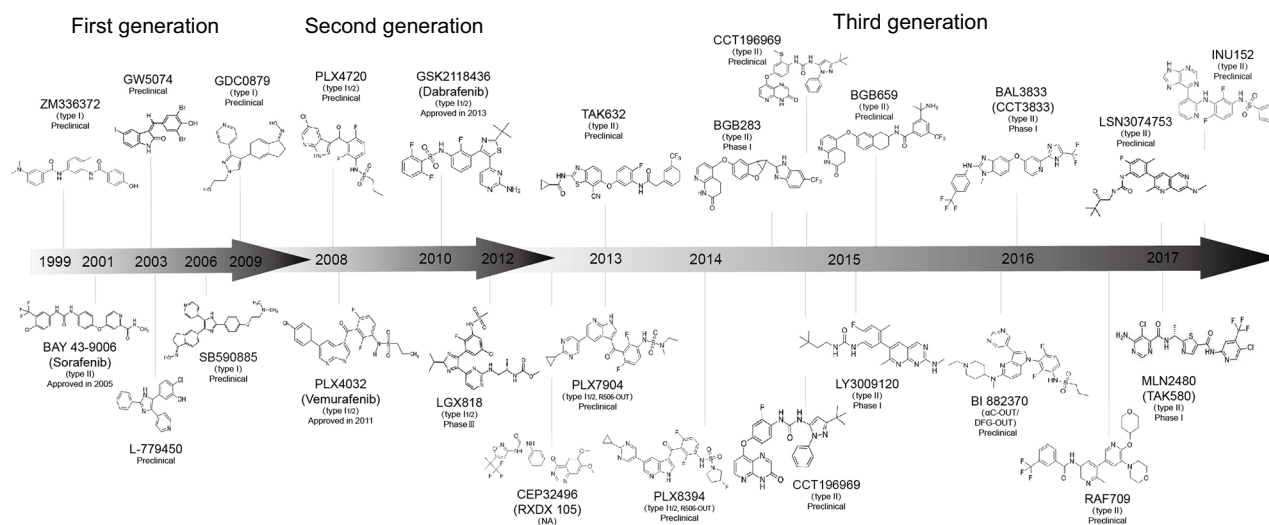 First generation
Second generation
Third generation
ZM336372
(type I)
Preclinical
GW5074
Preclinical
GDC0879
(type I)
Preclinical
PLX4720
(type I1/2)
Preclinical
GSK2118436
(Dabrafenib)
(type I1/2)
Approved in 2013
TAK632
(type II)
Preclinical
CCT196969
(type II)
Preclinical
BGB283
(type II)
Phase I
BGB659
(type II)
Preclinical
BAL3833
(CCT3833)
(type II)
Phase I
LSN3074753
(type II)
Preclinical
INU152
(type II)
Preclinical
1999
2001
2003
2006
2009
2008
2010
2012
2013
2014
2015
2016
2017
BAY 43-9006
(Sorafenib)
(type II)
Approved in 2005
L-779450
Preclinical
SB590885
(type I)
Preclinical
PLX4032
(Vemurafenib)
(type I1/2)
Approved in 2011
LGX818
(type I1/2)
Phase III
CEP32496
(RXDX 105)
(NA)
PLX7904
(type I1/2, R506-OUT)
Preclinical
PLX8394
(type I1/2, R506-OUT)
Preclinical
CCT196969
(type II)
Preclinical
LY3009120
(type II)
Phase I
BI 882370
(αC-OUT/
DFG-OUT)
Preclinical
RAF709
(type II)
Preclinical
MLN2480
(TAK580)
(type II)
Phase I